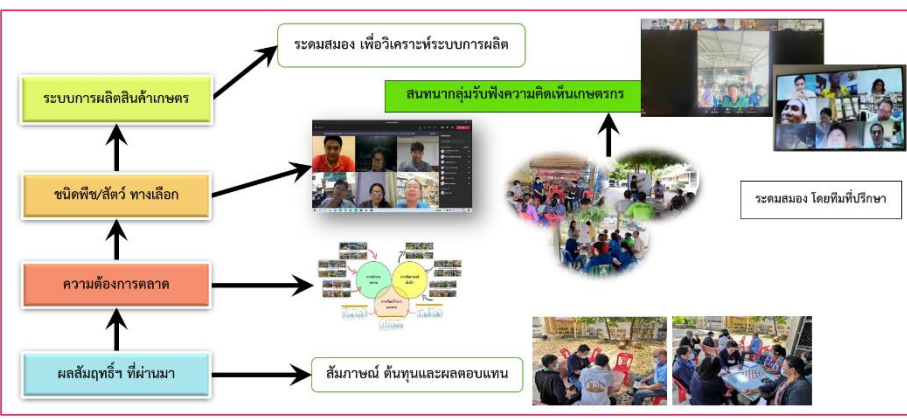 ระดมสมอง เพื่อวิเคราะห์ระบบการผลิต
ระบบการผลิตสินค้าเกษตร
สนทนากลุ่มรับฟังความคิดเห็นเกษตรกร
ชนิดพืช/สัตว์ ทางเลือก
ระดมสมอง โดยทีมที่ปรึกษา
ความต้องการตลาด
ผลสัมฤทธิ์ฯ ที่ผ่านมา
สัมภาษณ์ ต้นทุนและผลตอบแทน